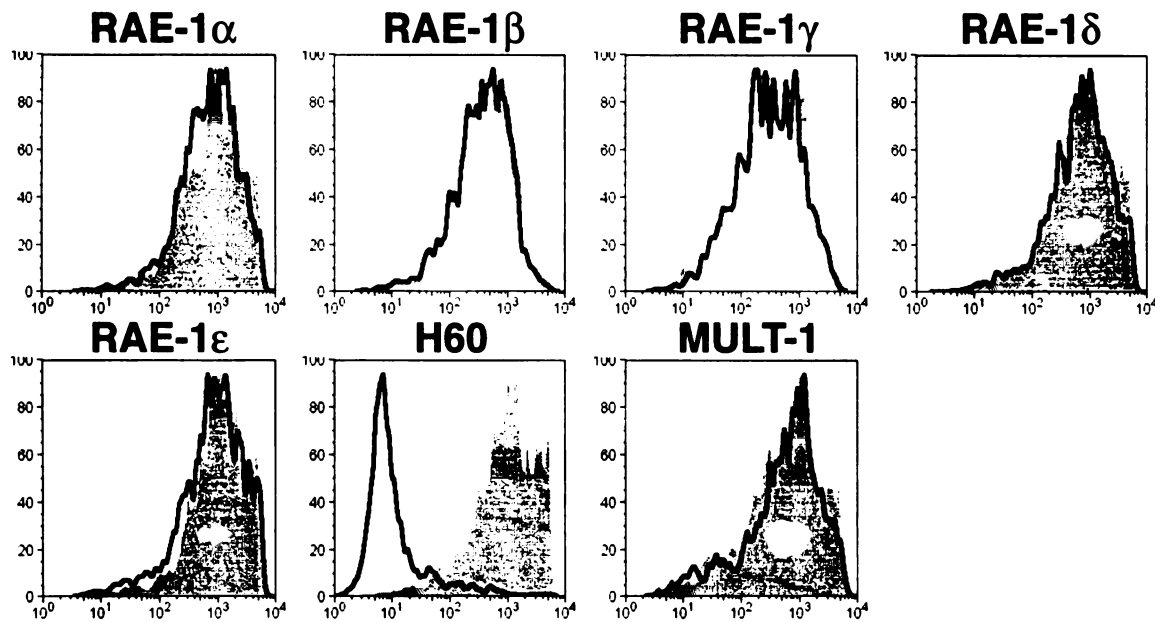 RAE-1α RAE-1β RAE-1γ RAE-1δ
100 100 100 100
80 80 80 80
60 60 60 60
40 40 40 40
20 20 20 20
0 0 0 0
10⁰ 10¹ 10² 10³ 10⁴ 10⁰ 10¹ 10² 10³ 10⁴ 10⁰ 10¹ 10² 10³ 10⁴ 10⁰ 10¹ 10² 10³ 10⁴
RAE-1ε H60 MULT-1
100 100 100
80 80 80
60 60 60
40 40 40
20 20 20
0 0 0
10⁰ 10¹ 10² 10³ 10⁴ 10⁰ 10¹ 10² 10³ 10⁴ 10⁰ 10¹ 10² 10³ 10⁴